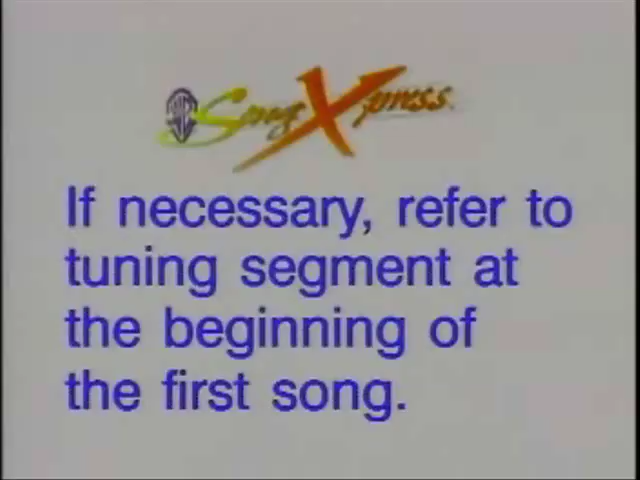 SongXpress
If necessary, refer to
tuning segment at
the beginning of
the first song.